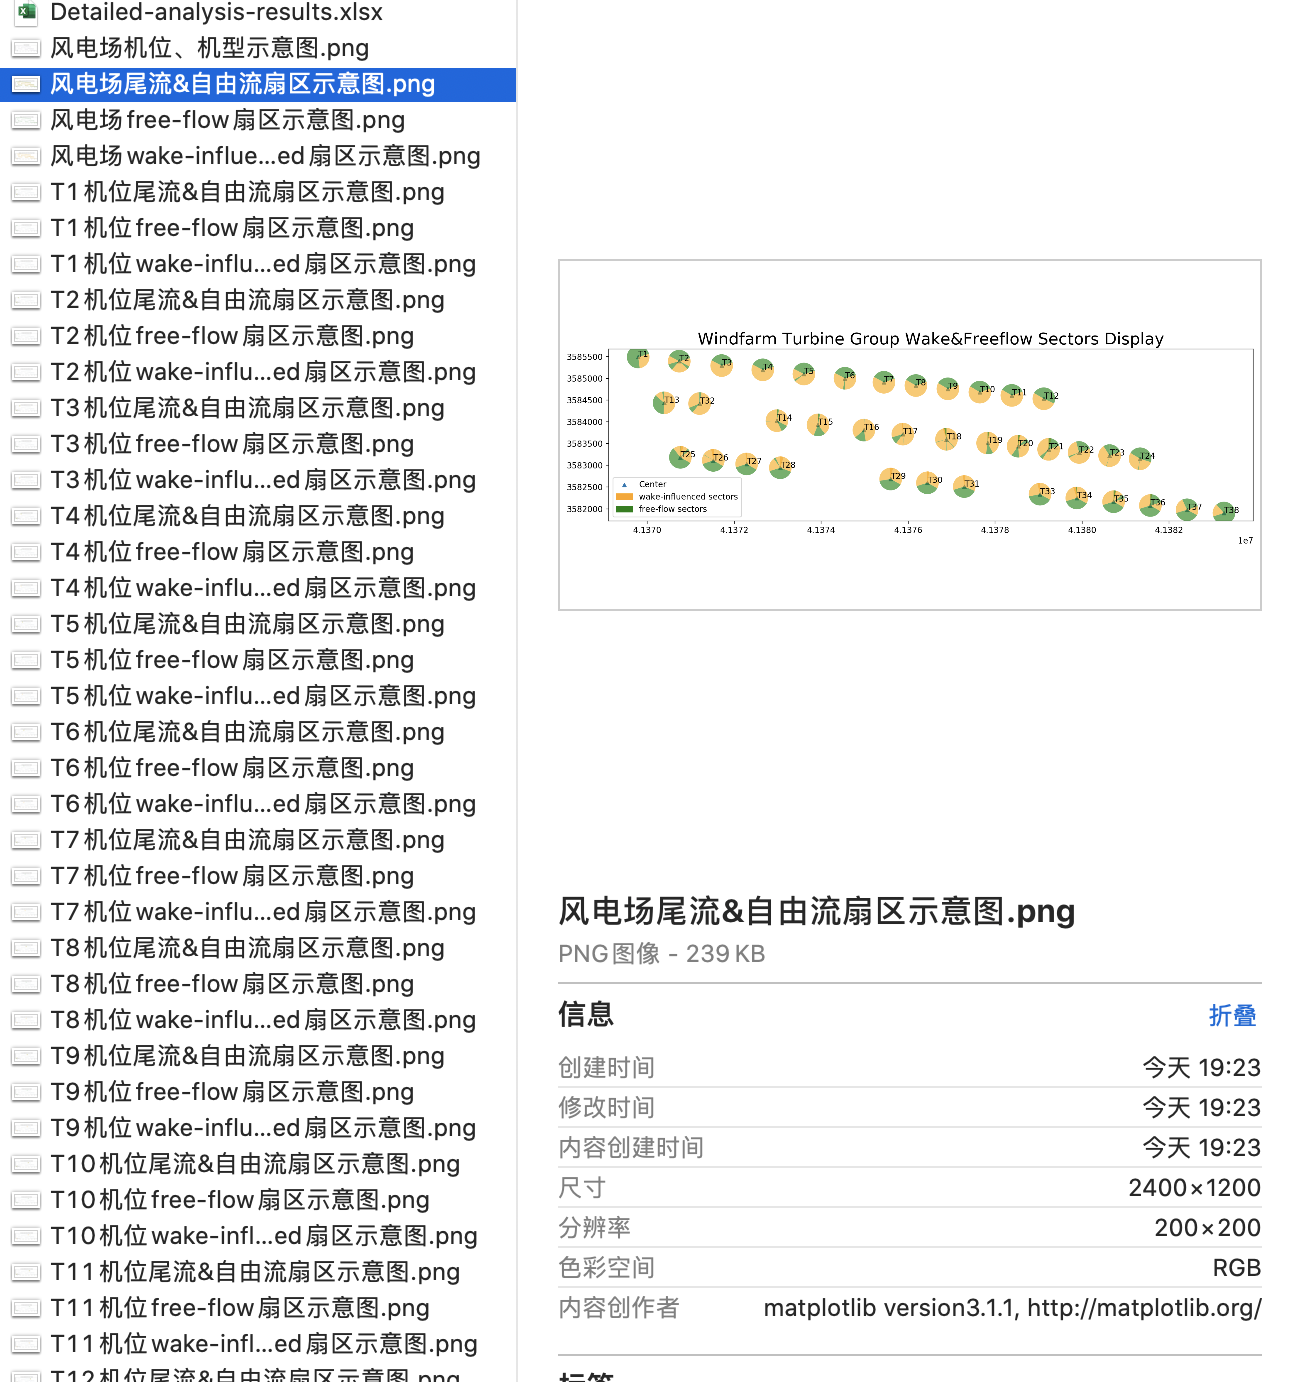 Detailed-analysis-results.xlsx
风电场机位、机型示意图.png
风电场尾流&自由流扇区示意图.png
风电场free-flow扇区示意图.png
风电场wake-influe...ed扇区示意图.png
T1机位尾流&自由流扇区示意图.png
T1机位free-flow扇区示意图.png
T1机位wake-influ...ed扇区示意图.png
T2机位尾流&自由流扇区示意图.png
T2机位free-flow扇区示意图.png
T2机位wake-influ...ed扇区示意图.png
T3机位尾流&自由流扇区示意图.png
T3机位free-flow扇区示意图.png
T3机位wake-influ...ed扇区示意图.png
T4机位尾流&自由流扇区示意图.png
T4机位free-flow扇区示意图.png
T4机位wake-influ...ed扇区示意图.png
T5机位尾流&自由流扇区示意图.png
T5机位free-flow扇区示意图.png
T5机位wake-influ...ed扇区示意图.png
T6机位尾流&自由流扇区示意图.png
T6机位free-flow扇区示意图.png
T6机位wake-influ...ed扇区示意图.png
T7机位尾流&自由流扇区示意图.png
T7机位free-flow扇区示意图.png
T7机位wake-influ...ed扇区示意图.png
T8机位尾流&自由流扇区示意图.png
T8机位free-flow扇区示意图.png
T8机位wake-influ...ed扇区示意图.png
T9机位尾流&自由流扇区示意图.png
T9机位free-flow扇区示意图.png
T9机位wake-influ...ed扇区示意图.png
T10机位尾流&自由流扇区示意图.png
T10机位free-flow扇区示意图.png
T10机位wake-infl...ed扇区示意图.png
T11机位尾流&自由流扇区示意图.png
T11机位free-flow扇区示意图.png
T11机位wake-infl...ed扇区示意图.png
T12机位尾流&自由流扇区示意图.png
Windfarm Turbine Group Wake&Freeflow Sectors Display
3585500
3585000
3584500
3584000
3583500
3583000
3582500
3582000
T1 T2 T3 T4 T5 T6 T7 T8 T9 T10 T11 T12
T13 T32
T14 T15 T16 T17 T18 T19 T20 T21 T22 T23 T24
T25 T26 T27 T28
T29 T30 T31
T33 T34 T35 T36 T37 T38
Center
wake-influenced sectors
free-flow sectors
4.1370 4.1372 4.1374 4.1376 4.1378 4.1380 4.1382
1e7
风电场尾流&自由流扇区示意图.png
PNG图像 - 239 KB
信息 折叠
创建时间 今天 19:23
修改时间 今天 19:23
内容创建时间 今天 19:23
尺寸 2400×1200
分辨率 200×200
色彩空间 RGB
内容创作者 matplotlib version3.1.1, http://matplotlib.org/
标签